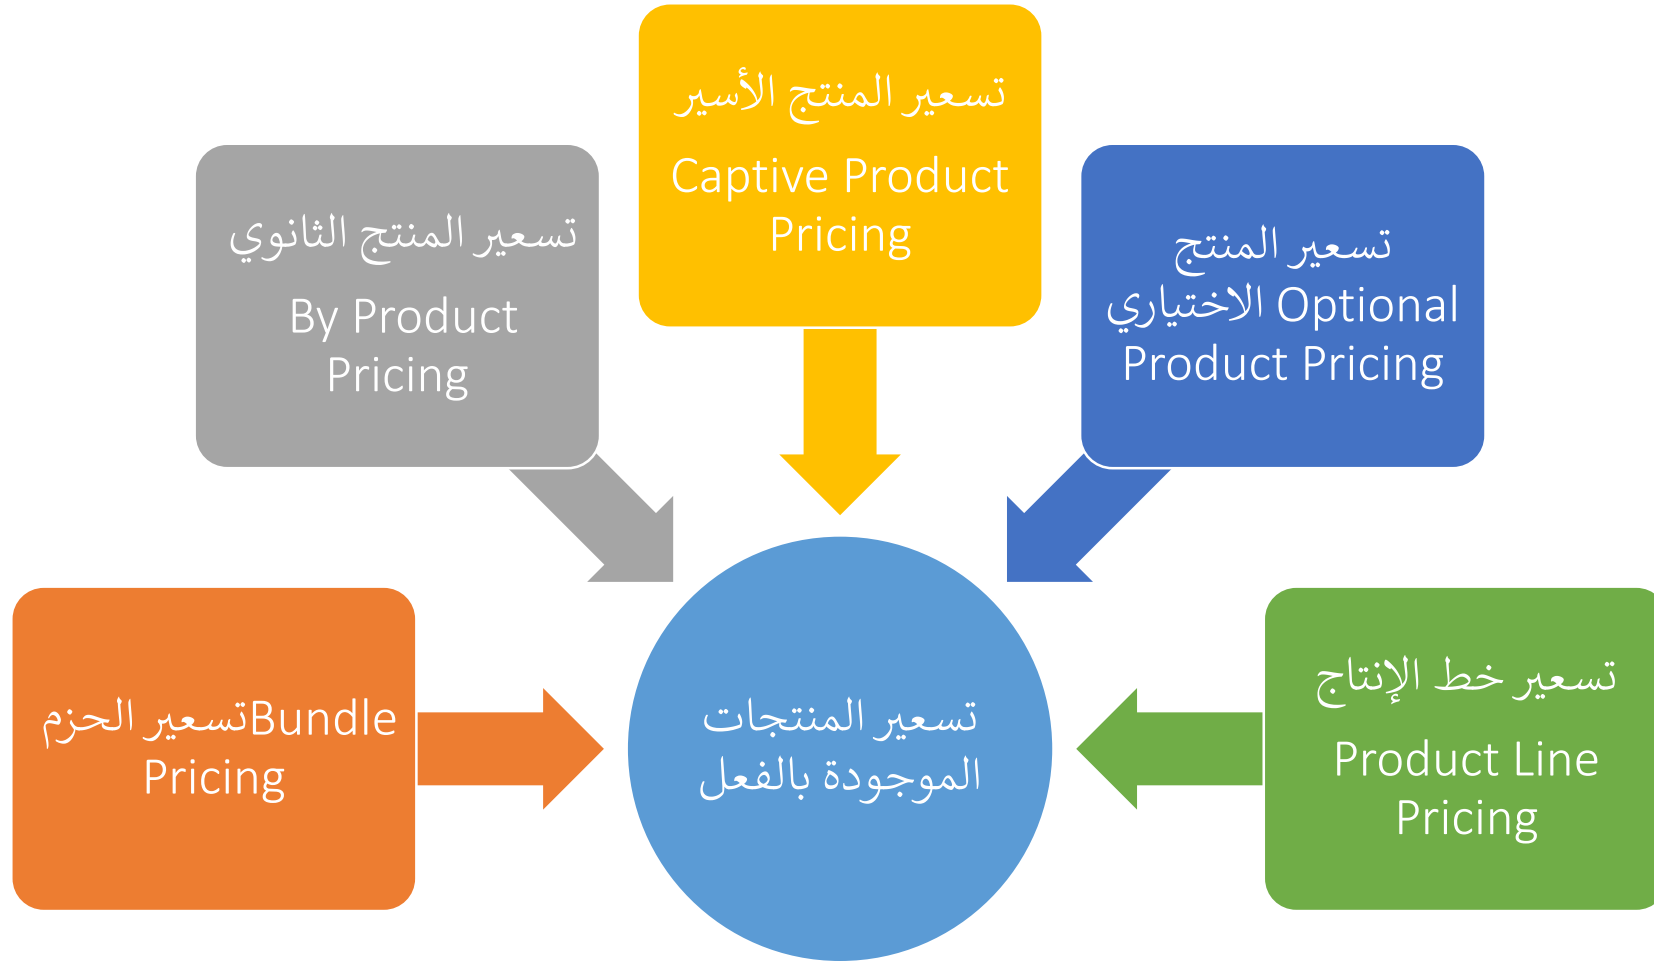 تسعير المنتج الأسير
Captive Product
Pricing
تسعير المنتج
الاختياري Optional
Product Pricing
تسعير المنتج الثانوي
By Product
Pricing
تسعير خط الإنتاج
Product Line
Pricing
تسعير المنتجات
الموجودة بالفعل
تسعير الحزمBundle
Pricing